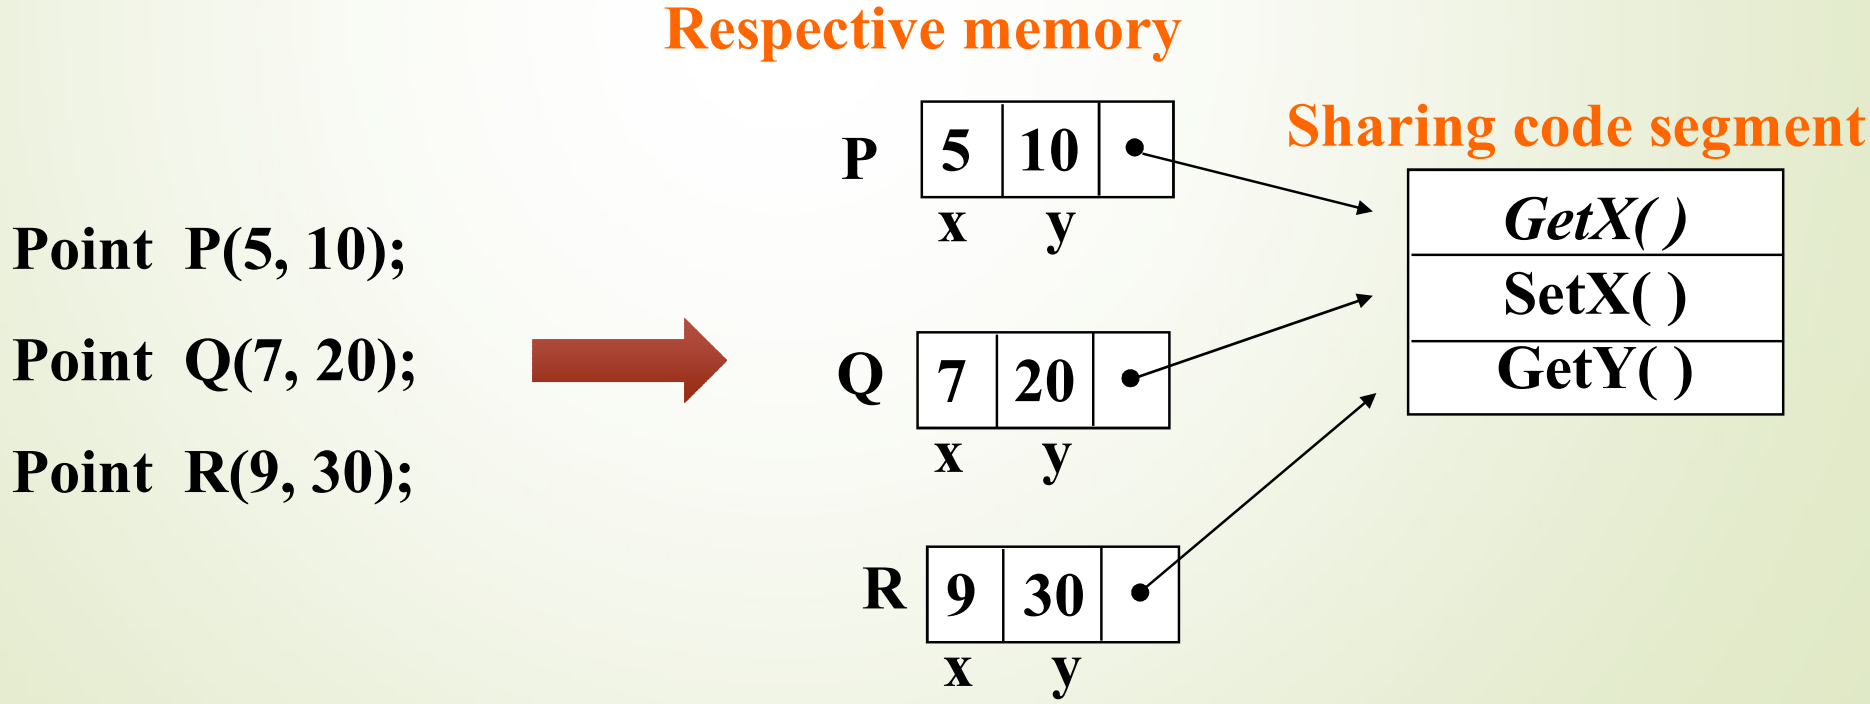 Respective memory
Point P(5, 10);
Point Q(7, 20);
Point R(9, 30);
P 5 10
x y
Q 7 20
x y
R 9 30
x y
Sharing code segment
GetX( )
SetX( )
GetY( )